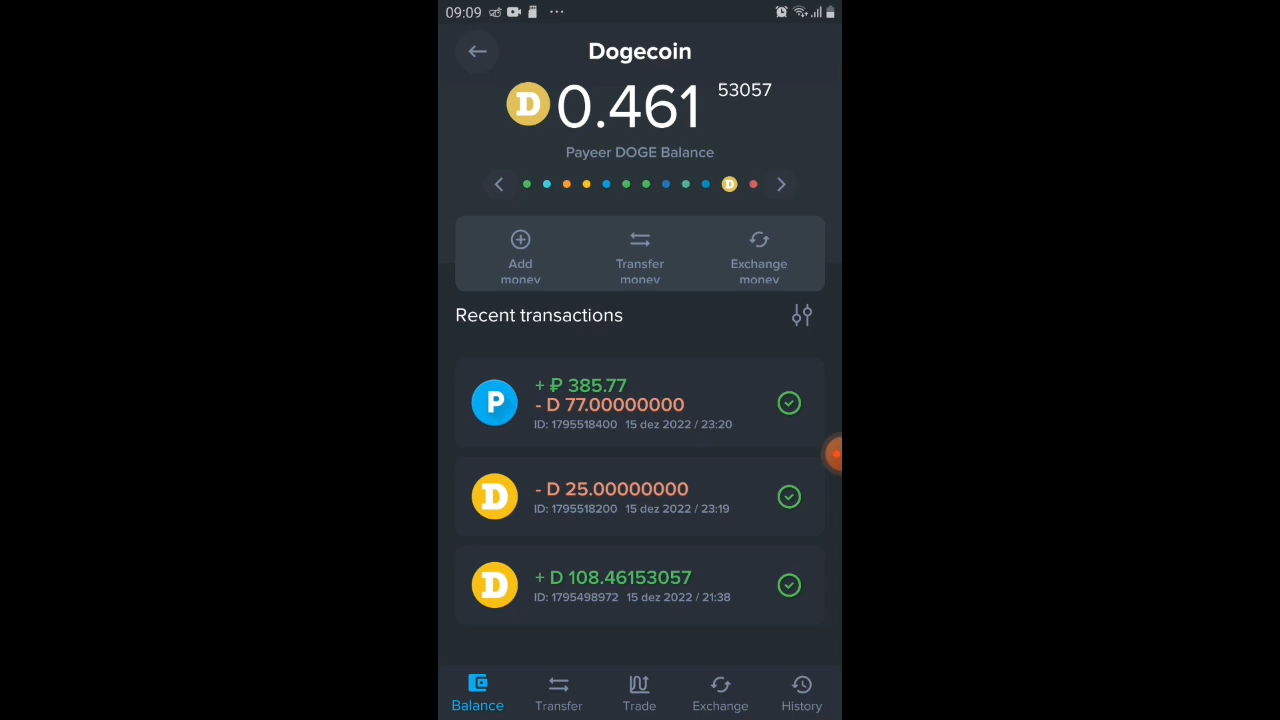 09:09
Dogecoin
D 0.461 53057
Payeer DOGE Balance
D
Add money
Transfer money
Exchange money
Recent transactions
P
+ ₽ 385.77
- D 77.00000000
ID: 1795518400 15 dez 2022 / 23:20
D
- D 25.00000000
ID: 1795518200 15 dez 2022 / 23:19
D
+ D 108.46153057
ID: 1795498972 15 dez 2022 / 21:38
Balance Transfer Trade Exchange History